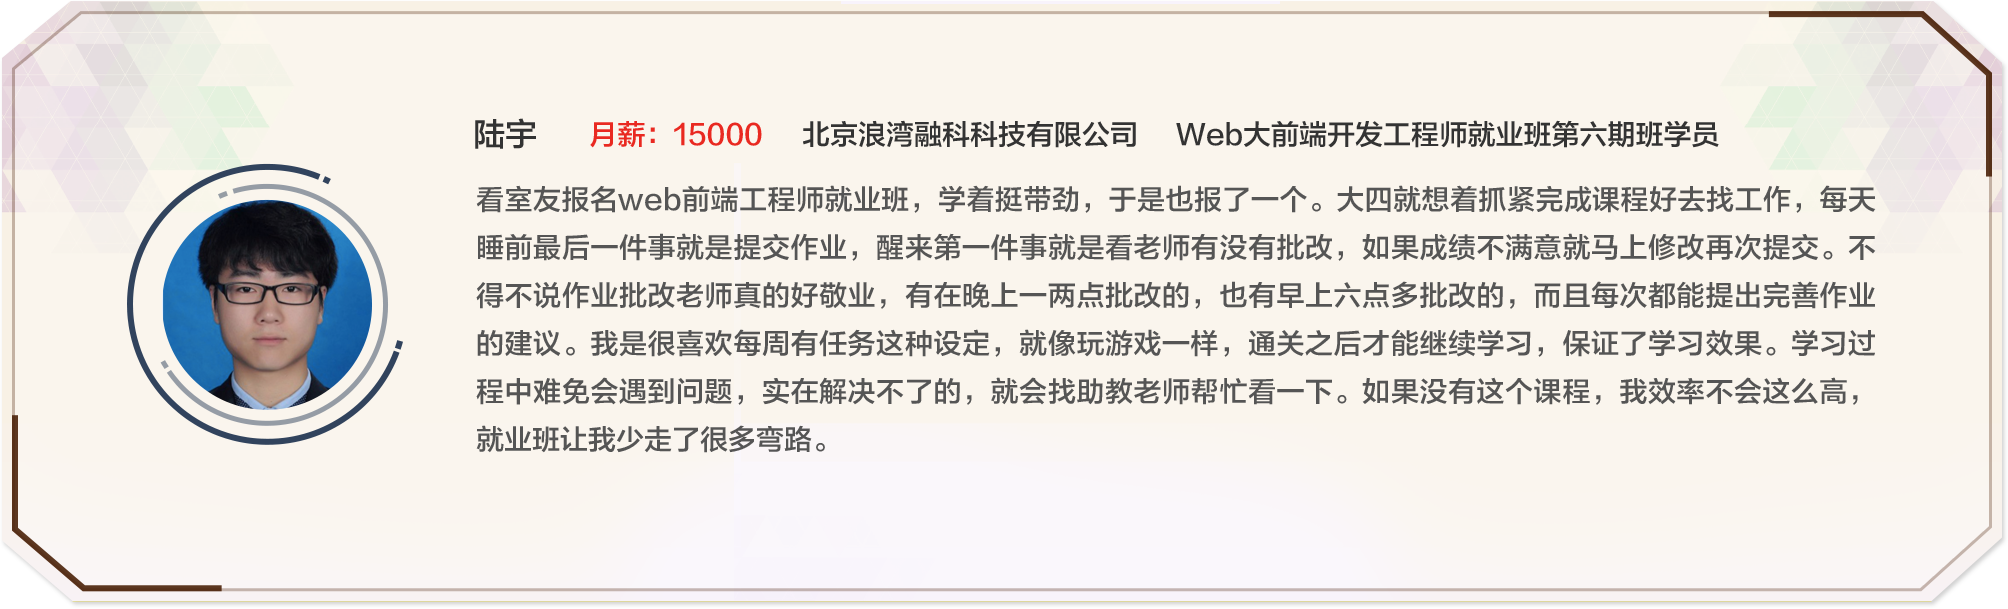 陆宇 月薪：15000 北京浪湾融科科技有限公司 Web大前端开发工程师就业班第六期班学员
看室友报名web前端工程师就业班，学着挺带劲，于是也报了一个。大四就想着抓紧完成课程好去找工作，每天
睡前最后一件事就是提交作业，醒来第一件事就是看老师有没有批改，如果成绩不满意就马上修改再次提交。不
得不说作业批改老师真的好敬业，有在晚上一两点批改的，也有早上六点多批改的，而且每次都能提出完善作业
的建议。我是很喜欢每周有任务这种设定，就像玩游戏一样，通关之后才能继续学习，保证了学习效果。学习过
程中难免会遇到问题，实在解决不了的，就会找助教老师帮忙看一下。如果没有这个课程，我效率不会这么高，
就业班让我少走了很多弯路。